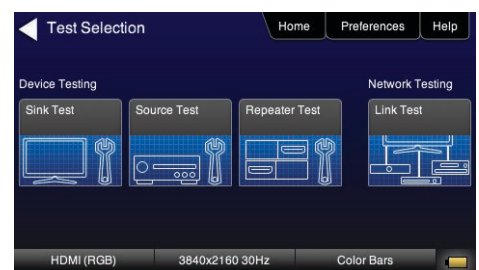 Test Selection Home Preferences Help
Device Testing Network Testing
Sink Test Source Test Repeater Test Link Test
HDMI (RGB) 3840x2160 30Hz Color Bars